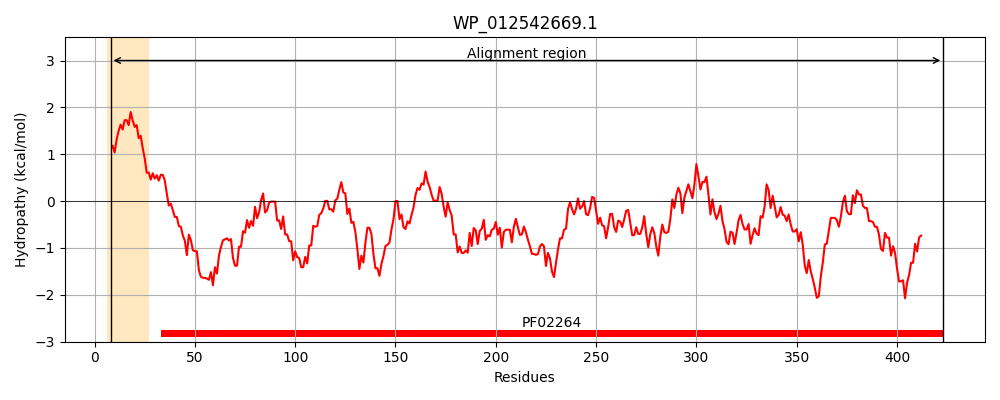 WP_012542669.1
Alignment region
3
2
1
0
−1
−2
−3
Hydropathy (kcal/mol)
PF02264
0 50 100 150 200 250 300 350 400
Residues